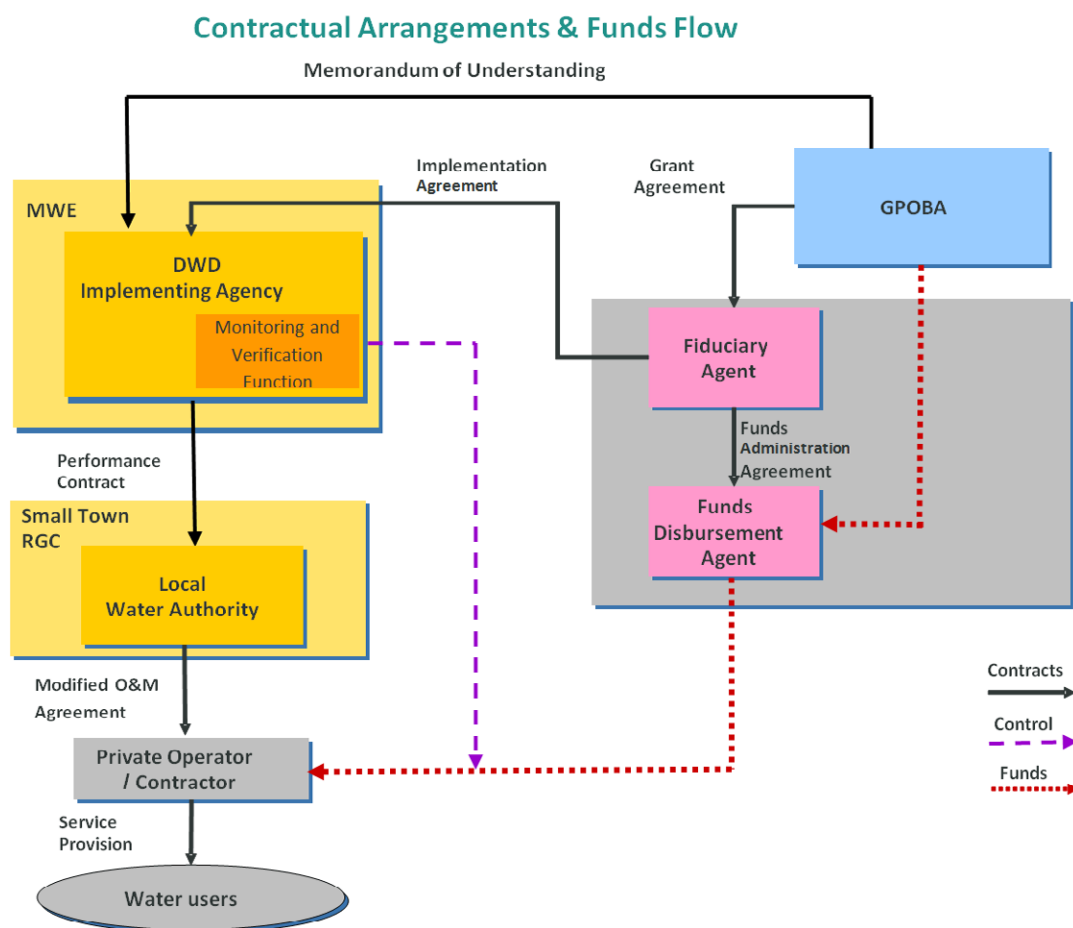 Contractual Arrangements & Funds Flow
Memorandum of Understanding
Implementation
Agreement
Grant
Agreement
GPOBA
MWE
DWD
Implementing Agency
Monitoring and
Verification
Function
Fiduciary
Agent
Funds
Administration
Agreement
Performance
Contract
Small Town
RGC
Local
Water Authority
Funds
Disbursement
Agent
Modified O&M
Agreement
Private Operator
/ Contractor
Service
Provision
Water users
Contracts
Control
Funds